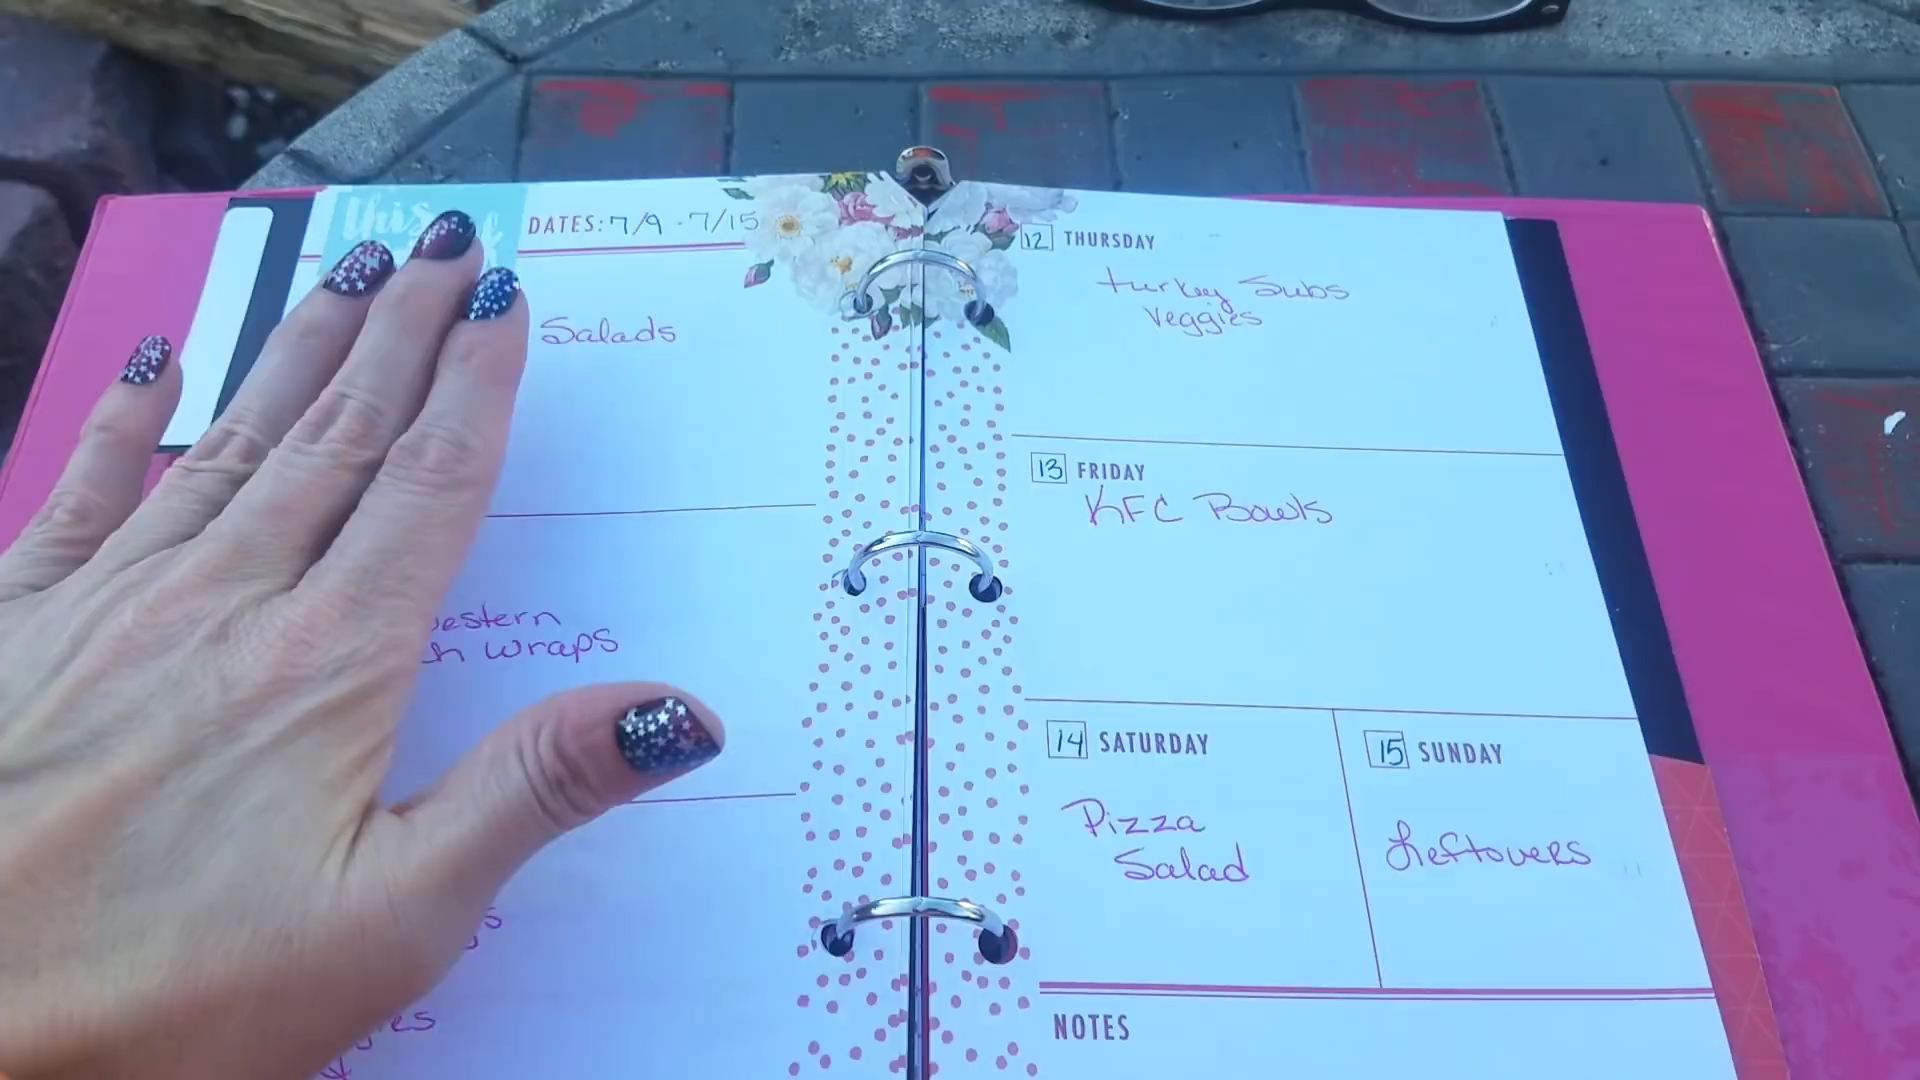 this
DATES: 7/9 - 7/15
Salads
wraps
12 THURSDAY
turkey Subs
Veggies
13 FRIDAY
KFC Bowls
14 SATURDAY
Pizza
Salad
15 SUNDAY
Leftovers
NOTES